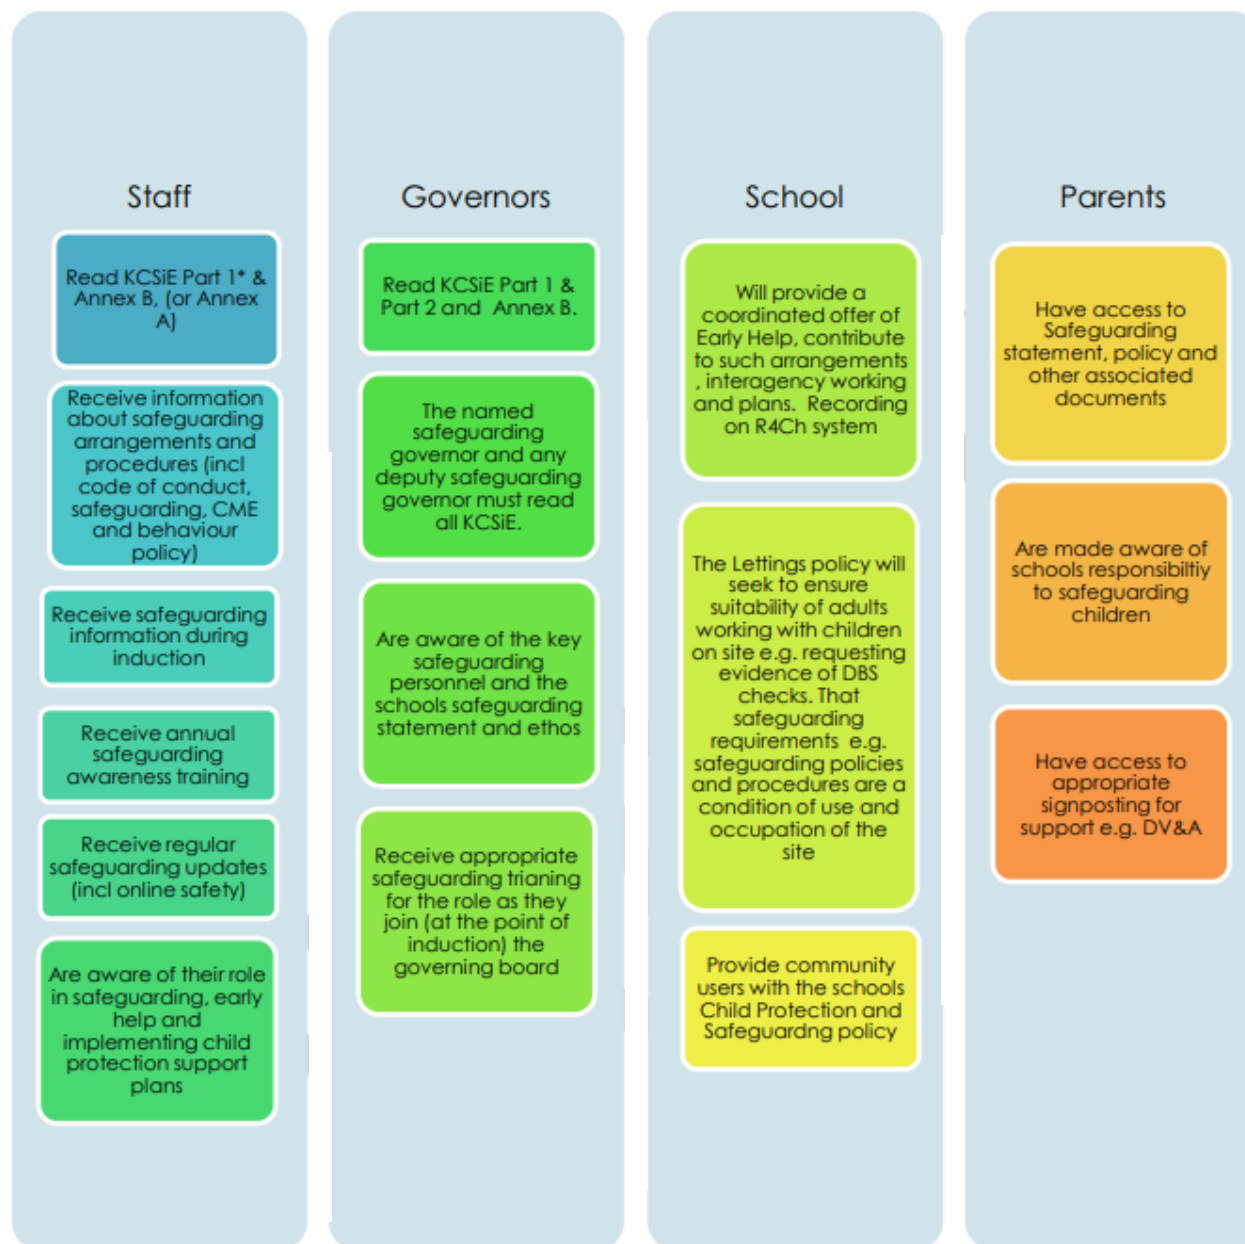 Staff
Read KCSiE Part 1* &
Annex B, (or Annex
A)
Receive information
about safeguarding
arrangements and
procedures (incl
code of conduct,
safeguarding, CME
and behaviour
policy)
Receive safeguarding
information during
induction
Receive annual
safeguarding
awareness training
Receive regular
safeguarding updates
(incl online safety)
Are aware of their role
in safeguarding, early
help and
implementing child
protection support
plans
Governors
Read KCSiE Part 1 &
Part 2 and Annex B.
The named
safeguarding
governor and any
deputy safeguarding
governor must read
all KCSiE.
Are aware of the key
safeguarding
personnel and the
schools safeguarding
statement and ethos
Receive appropriate
safeguarding trianing
for the role as they
join (at the point of
induction) the
governing board
School
Will provide a
coordinated offer of
Early Help, contribute
to such arrangements
, interagency working
and plans. Recording
on R4Ch system
The Lettings policy will
seek to ensure
suitability of adults
working with children
on site e.g. requesting
evidence of DBS
checks. That
safeguarding
requirements e.g.
safeguarding policies
and procedures are a
condition of use and
occupation of the
site
Provide community
users with the schools
Child Protection and
Safeguardng policy
Parents
Have access to
Safeguarding
statement, policy and
other associated
documents
Are made aware of
schools responsibiltiy
to safeguarding
children
Have access to
appropriate
signposting for
support e.g. DV&A